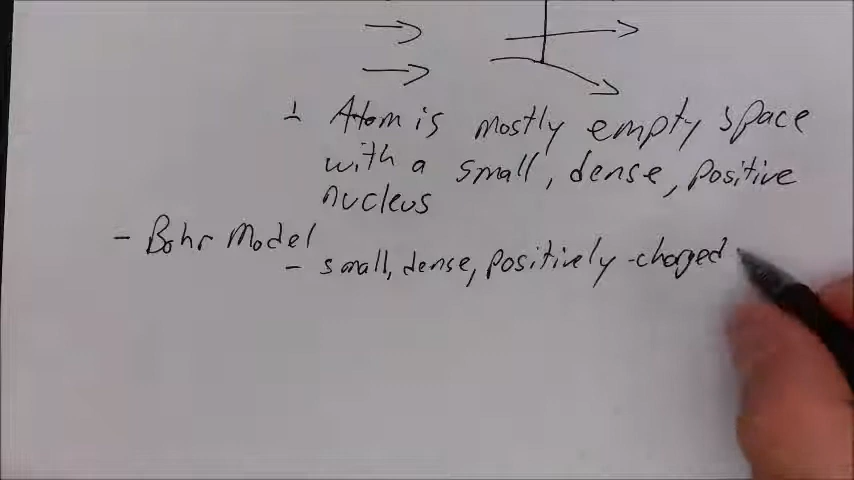 - Atom is mostly empty space
with a small, dense, positive
nucleus
- Bohr Model
- small, dense, positively-charged